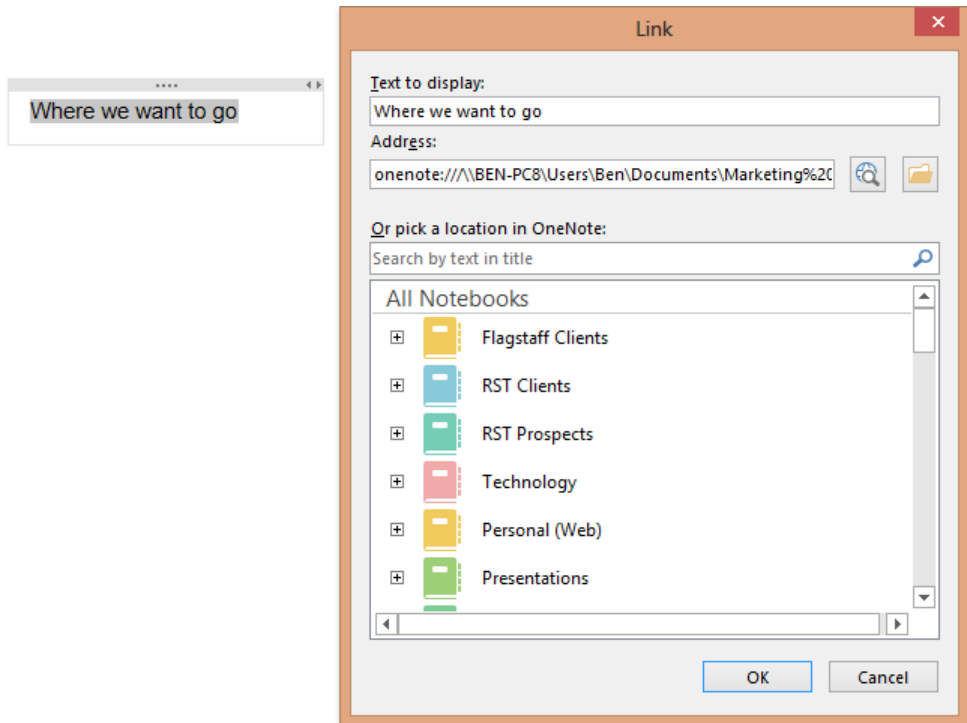 Where we want to go
Link
Text to display:
Where we want to go
Address:
onenote:///\\BEN-PC8\Users\Ben\Documents\Marketing%20
Or pick a location in OneNote:
Search by text in title
All Notebooks
Flagstaff Clients
RST Clients
RST Prospects
Technology
Personal (Web)
Presentations
OK
Cancel